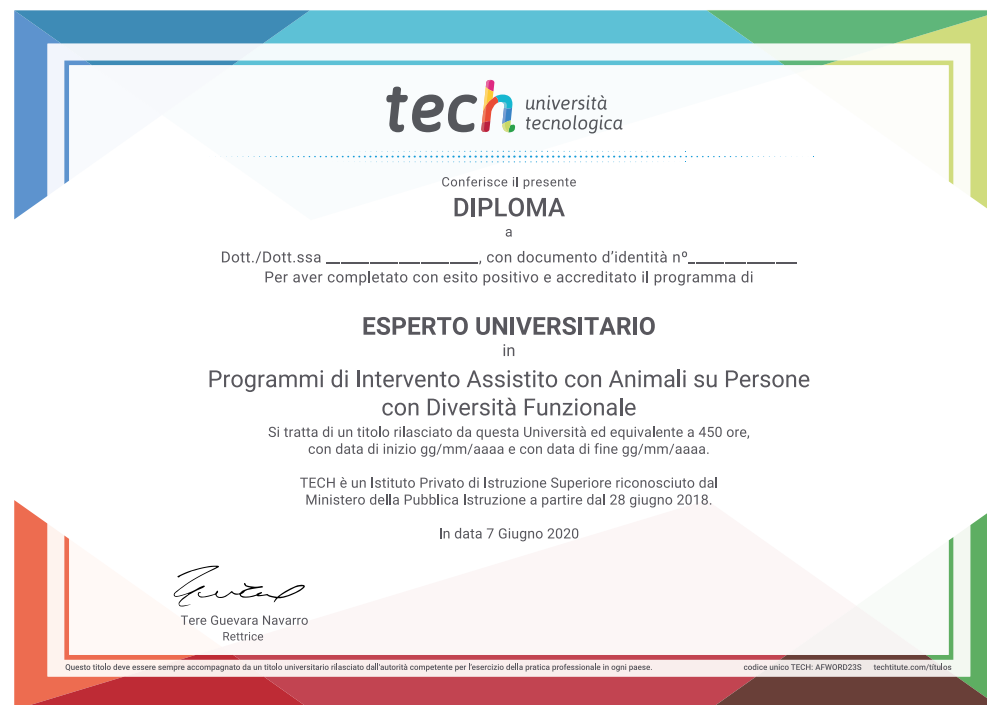 tech università
tecnologica
Conferisce il presente
DIPLOMA
a
Dott./Dott.ssa _________________, con documento d'identità nº____________
Per aver completato con esito positivo e accreditato il programma di
ESPERTO UNIVERSITARIO
in
Programmi di Intervento Assistito con Animali su Persone
con Diversità Funzionale
Si tratta di un titolo rilasciato da questa Università ed equivalente a 450 ore,
con data di inizio gg/mm/aaaa e con data di fine gg/mm/aaaa.
TECH è un Istituto Privato di Istruzione Superiore riconosciuto dal
Ministero della Pubblica Istruzione a partire dal 28 giugno 2018.
In data 7 Giugno 2020
Tere Guevara Navarro
Rettrice
Questo titolo deve essere sempre accompagnato da un titolo universitario rilasciato dall'autorità competente per l'esercizio della pratica professionale in ogni paese.
codice unico TECH: AFWORD23S techtitute.com/títulos